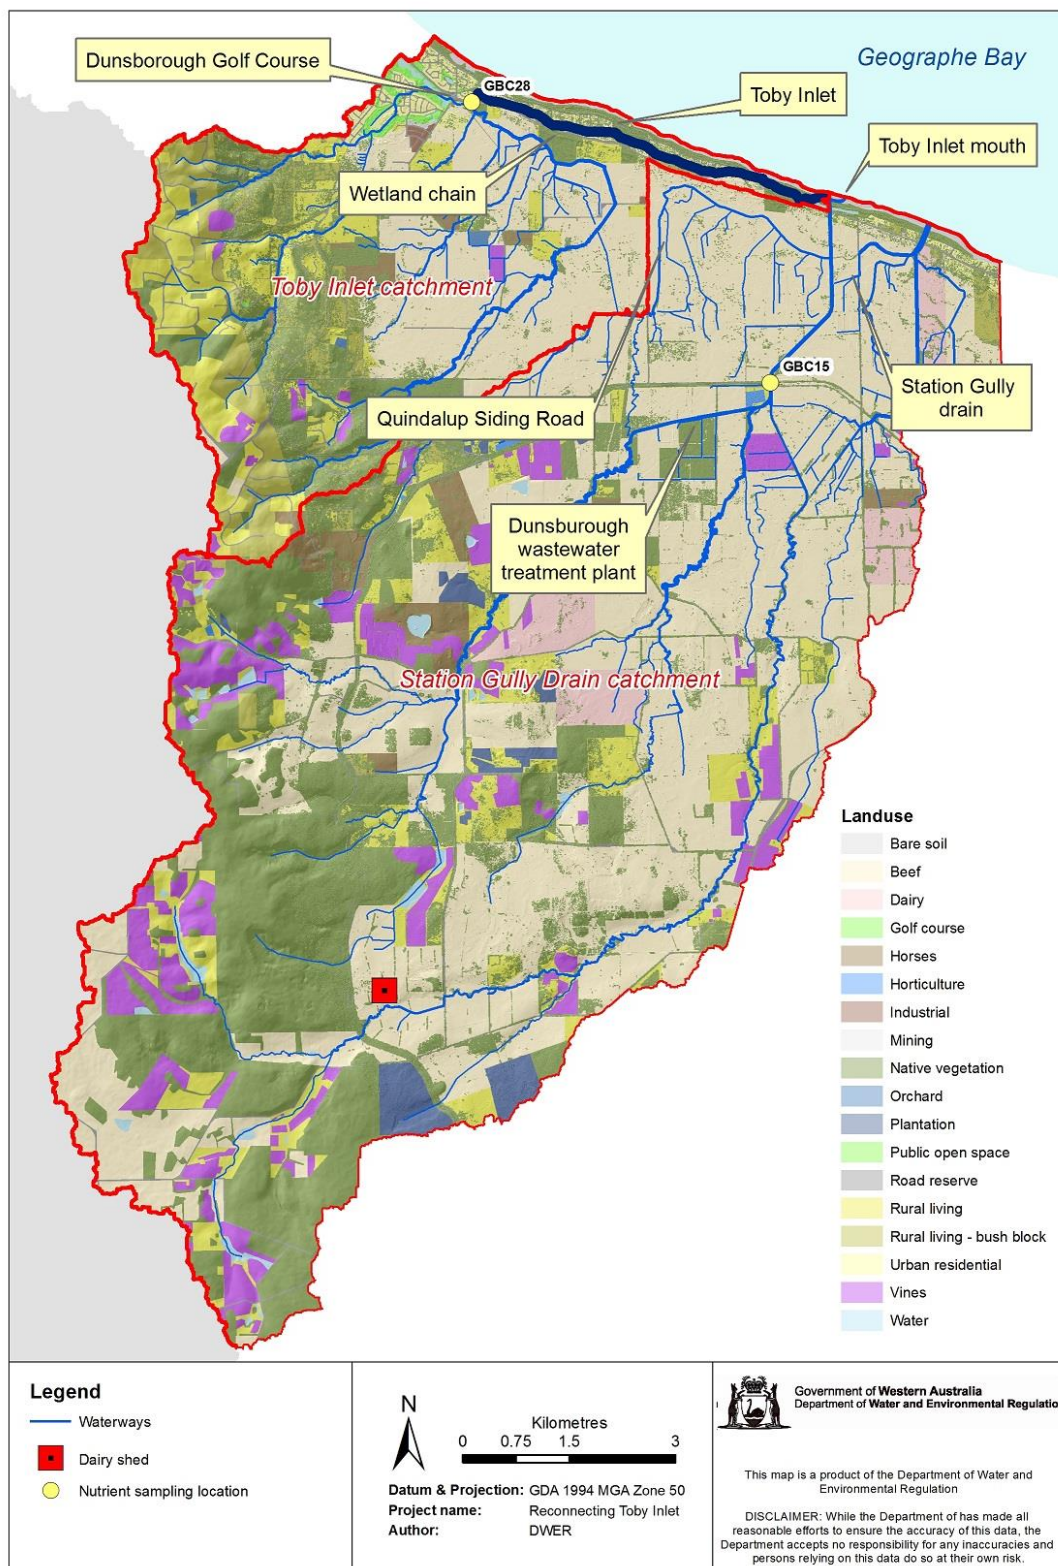 Geographe Bay
Dunsborough Golf Course
GBC28
Toby Inlet
Toby Inlet mouth
Wetland chain
Toby Inlet catchment
GBC15
Station Gully
drain
Quindalup Siding Road
Dunsburough
wastewater
treatment plant
Station Gully Drain catchment
Landuse
Bare soil
Beef
Dairy
Golf course
Horses
Horticulture
Industrial
Mining
Native vegetation
Orchard
Plantation
Public open space
Road reserve
Rural living
Rural living - bush block
Urban residential
Vines
Water
Legend
Waterways
Dairy shed
Nutrient sampling location
N
Kilometres
0 0.75 1.5 3
Datum & Projection: GDA 1994 MGA Zone 50
Project name: Reconnecting Toby Inlet
Author: DWER
Government of Western Australia
Department of Water and Environmental Regulatio
This map is a product of the Department of Water and
Environmental Regulation
DISCLAIMER: While the Department of has made all
reasonable efforts to ensure the accuracy of this data, the
Department accepts no responsibility for any inaccuracies and
persons relying on this data do so at their own risk.